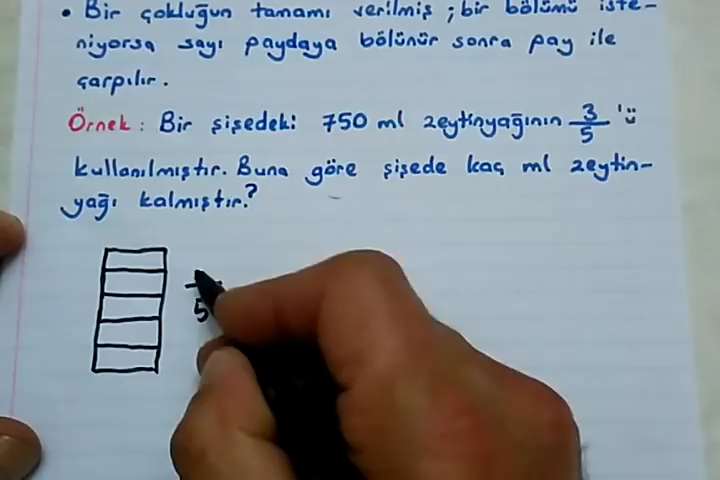 • Bir çokluğun tamamı verilmiş ; bir bölümü iste-
niyorsa sayı paydaya bölünür sonra pay ile
çarpılır.
Örnek: Bir şişedeki 750 ml zeytinyağının 3/5 'ü
kullanılmıştır. Buna göre şişede kaç ml zeytin-
yağı kalmıştır?
5